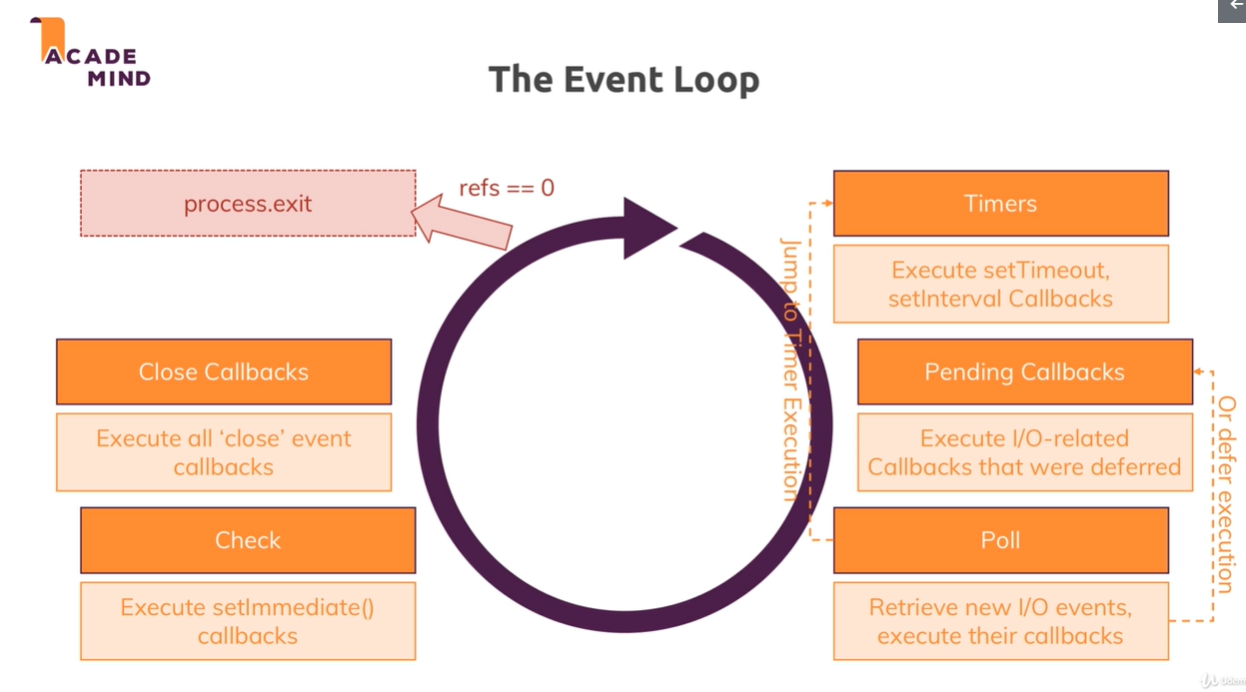 ACADE
MIND
The Event Loop
process.exit
refs == 0
Timers
Execute setTimeout,
setInterval Callbacks
Jump to Timer Execution
Close Callbacks
Execute all ‘close’ event
callbacks
Pending Callbacks
Execute I/O-related
Callbacks that were deferred
Or defer execution
Check
Execute setImmediate()
callbacks
Poll
Retrieve new I/O events,
execute their callbacks